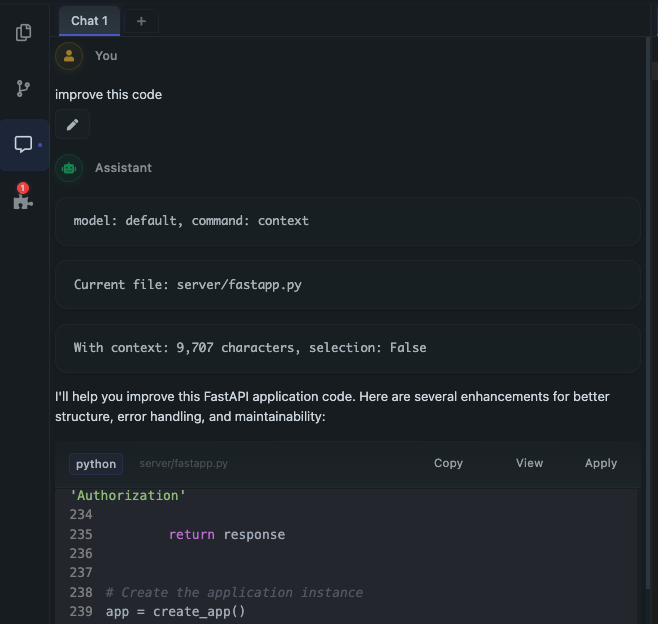 Chat 1
+
You
improve this code
1
Assistant
model: default, command: context
Current file: server/fastapp.py
With context: 9,707 characters, selection: False
I'll help you improve this FastAPI application code. Here are several enhancements for better
structure, error handling, and maintainability:
python server/fastapp.py Copy View Apply
'Authorization'
234
235 return response
236
237
238 # Create the application instance
239 app = create_app()